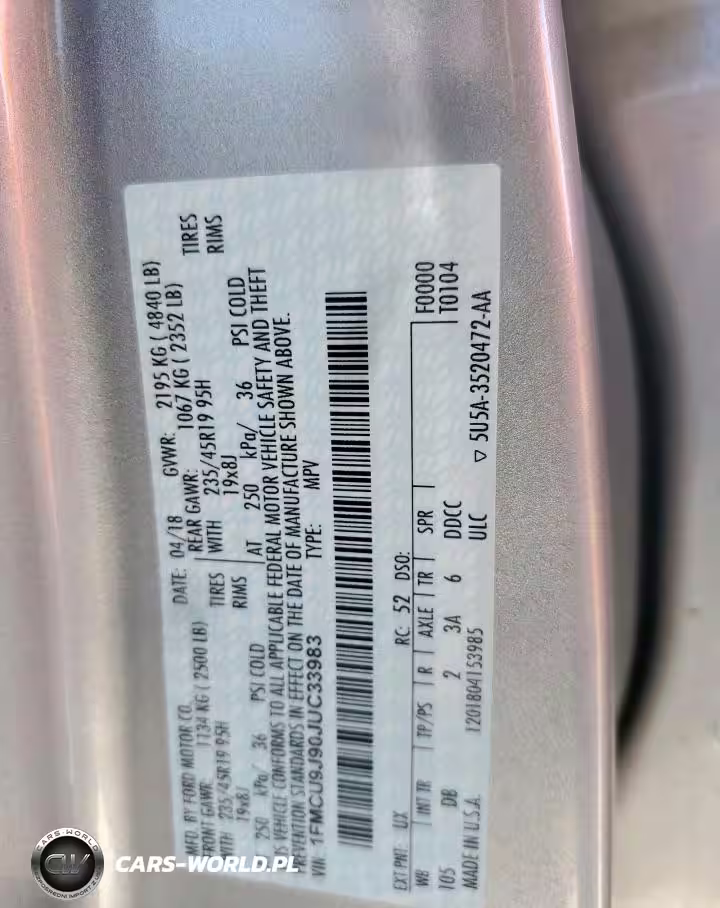 MFD. BY FORD MOTOR CO.
DATE: 04/18 GVWR: 2195 KG ( 4840 LB)
FRONT GAWR: 1134 KG ( 2500 LB)
REAR GAWR: 1067 KG ( 2352 LB)
WITH 235/45R19 95H TIRES
WITH 235/45R19 95H TIRES
19x8J RIMS
19x8J RIMS
250 kPa/ 36 PSI COLD
AT 250 kPa/ 36 PSI COLD
THIS VEHICLE CONFORMS TO ALL APPLICABLE FEDERAL MOTOR VEHICLE SAFETY AND THEFT
PREVENTION STANDARDS IN EFFECT ON THE DATE OF MANUFACTURE SHOWN ABOVE.
VIN: 1FMCU9J90JUC33983 TYPE: MPV
EXT PNT: UX RC: 52 DSO:
WB INT TR TP/PS R AXLE TR SPR F0000
105 DB 2 3A 6 DDCC T0104
MADE IN U.S.A. 1201804153985 ULC ▽ 5U5A-3520472-AA
CARS-WORLD
CW
CARS-WORLD.PL